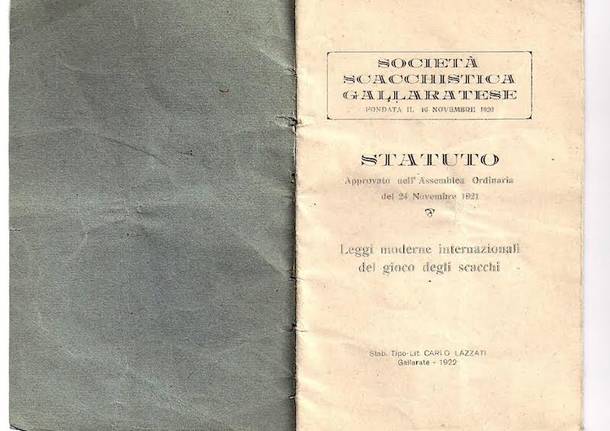 SOCIETÀ
SCACCHISTICA
GALLARATESE
FONDATA IL 16 NOVEMBRE 1920
STATUTO
Approvato nell'Assemblea Ordinaria
del 24 Novembre 1921
Leggi moderne internazionali
del gioco degli scacchi
Stab. Tipo-Lit. CARLO LAZZATI
Gallarate - 1922